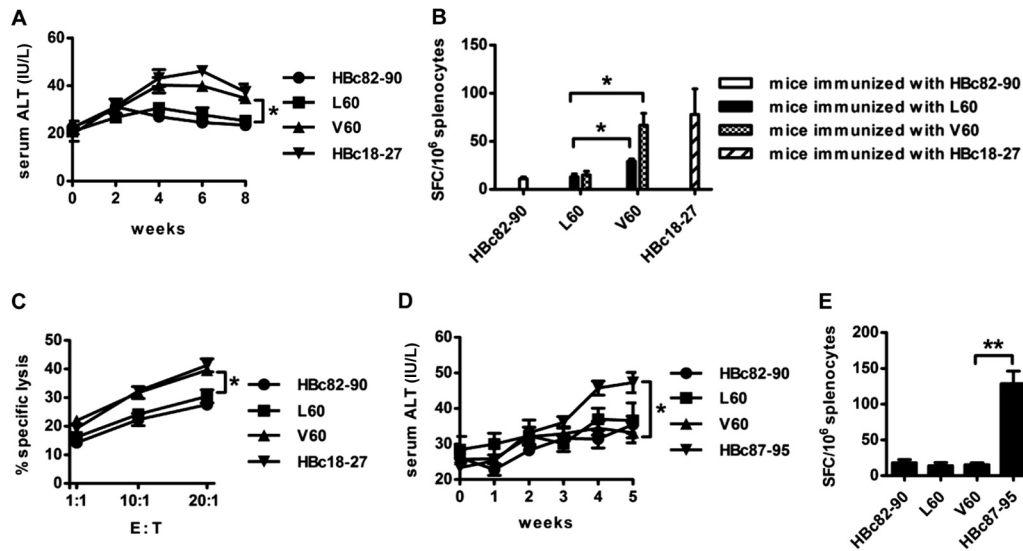 A
serum ALT (IU/L)
60
40
20
0
0 2 4 6 8
weeks
HBc82-90
L60
V60
HBc18-27
*
B
SFC/10⁶ splenocytes
150
100
50
0
*
*
HBc82-90
L60
V60
HBc18-27
mice immunized with HBc82-90
mice immunized with L60
mice immunized with V60
mice immunized with HBc18-27
C
% specific lysis
50
40
30
20
10
0
1:1 10:1 20:1
E:T
HBc82-90
L60
V60
HBc18-27
*
D
serum ALT (IU/L)
60
50
40
30
20
0 1 2 3 4 5
weeks
HBc82-90
L60
V60
HBc87-95
*
E
SFC/10⁶ splenocytes
200
150
100
50
0
**
HBc82-90
L60
V60
HBc87-95